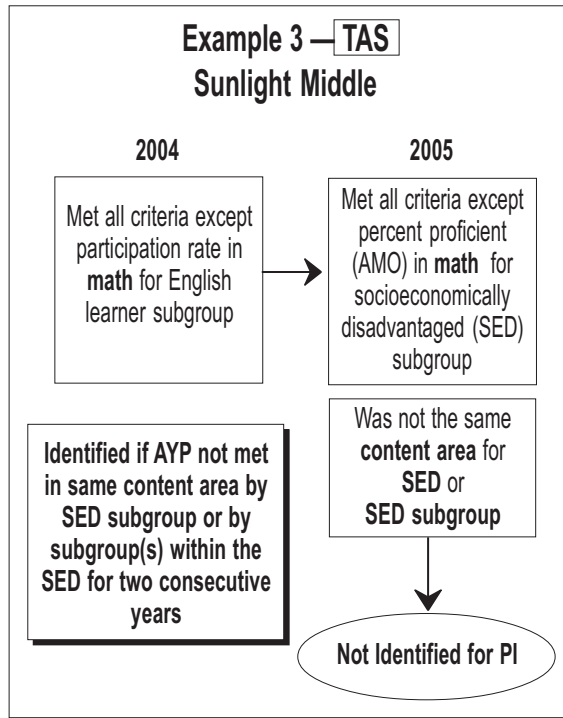 Example 3 — TAS
Sunlight Middle
2004
Met all criteria except
participation rate in
math for English
learner subgroup
2005
Met all criteria except
percent proficient
(AMO) in math for
socioeconomically
disadvantaged (SED)
subgroup
Identified if AYP not met
in same content area by
SED subgroup or by
subgroup(s) within the
SED for two consecutive
years
Was not the same
content area for
SED or
SED subgroup
Not Identified for PI